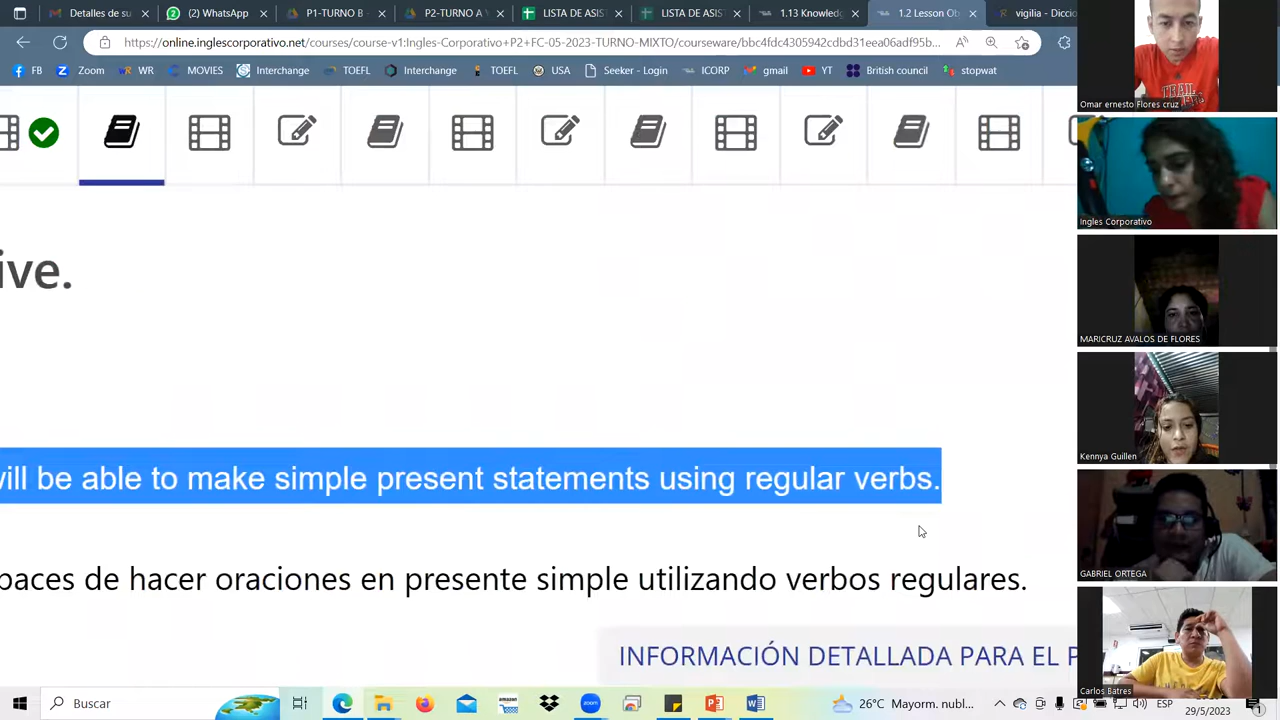 Detalles de su
(2) WhatsApp
P1-TURNO B -
P2-TURNO A Y
LISTA DE ASIS
LISTA DE ASIS
1.13 Knowledg
1.2 Lesson Obj
vigilia - Diccio
https://online.inglescorporativo.net/courses/course-v1:Ingles-Corporativo+P2+FC-05-2023-TURNO-MIXTO/courseware/bbc4fdc4305942cdbd31eea06adf95b...
FB
Zoom
WR
MOVIES
Interchange
TOEFL
Interchange
TOEFL
USA
Seeker - Login
ICORP
gmail
YT
British council
stopwat
ive.
will be able to make simple present statements using regular verbs.
paces de hacer oraciones en presente simple utilizando verbos regulares.
INFORMACIÓN DETALLADA PARA EL P
Omar ernesto Flores cruz
Ingles Corporativo
MARICRUZ AVALOS DE FLORES
Kennya Guillen
GABRIEL ORTEGA
Carlos Batres
Buscar
26°C Mayorm. nubl...
ESP
29/5/2023